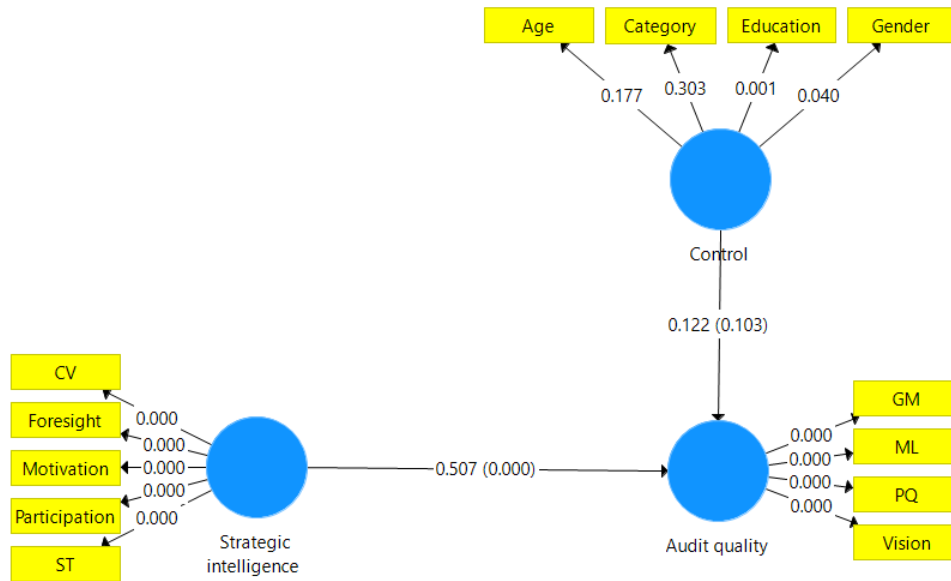 Age
Category
Education
Gender
0.177
0.303
0.001
0.040
Control
0.122 (0.103)
CV
Foresight
Motivation
Participation
ST
0.000
0.000
0.000
0.000
0.000
Strategic
intelligence
0.507 (0.000)
Audit quality
0.000
0.000
0.000
0.000
GM
ML
PQ
Vision